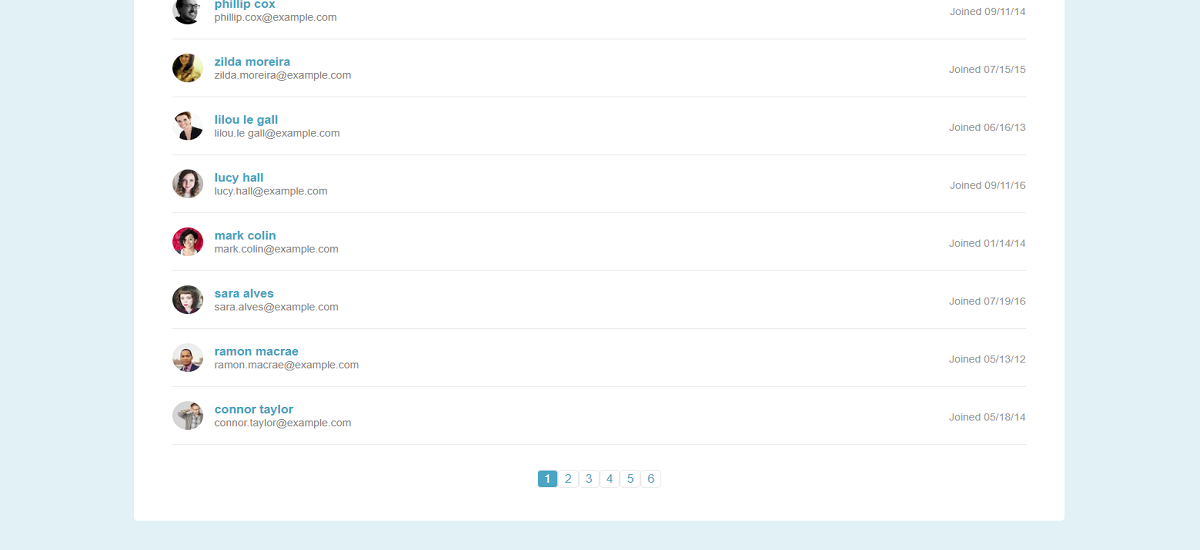 phillip cox
phillip.cox@example.com
Joined 09/11/14
zilda moreira
zilda.moreira@example.com
Joined 07/15/15
lilou le gall
lilou.le gall@example.com
Joined 06/16/13
lucy hall
lucy.hall@example.com
Joined 09/11/16
mark colin
mark.colin@example.com
Joined 01/14/14
sara alves
sara.alves@example.com
Joined 07/19/16
ramon macrae
ramon.macrae@example.com
Joined 05/13/12
connor taylor
connor.taylor@example.com
Joined 05/18/14
1 2 3 4 5 6